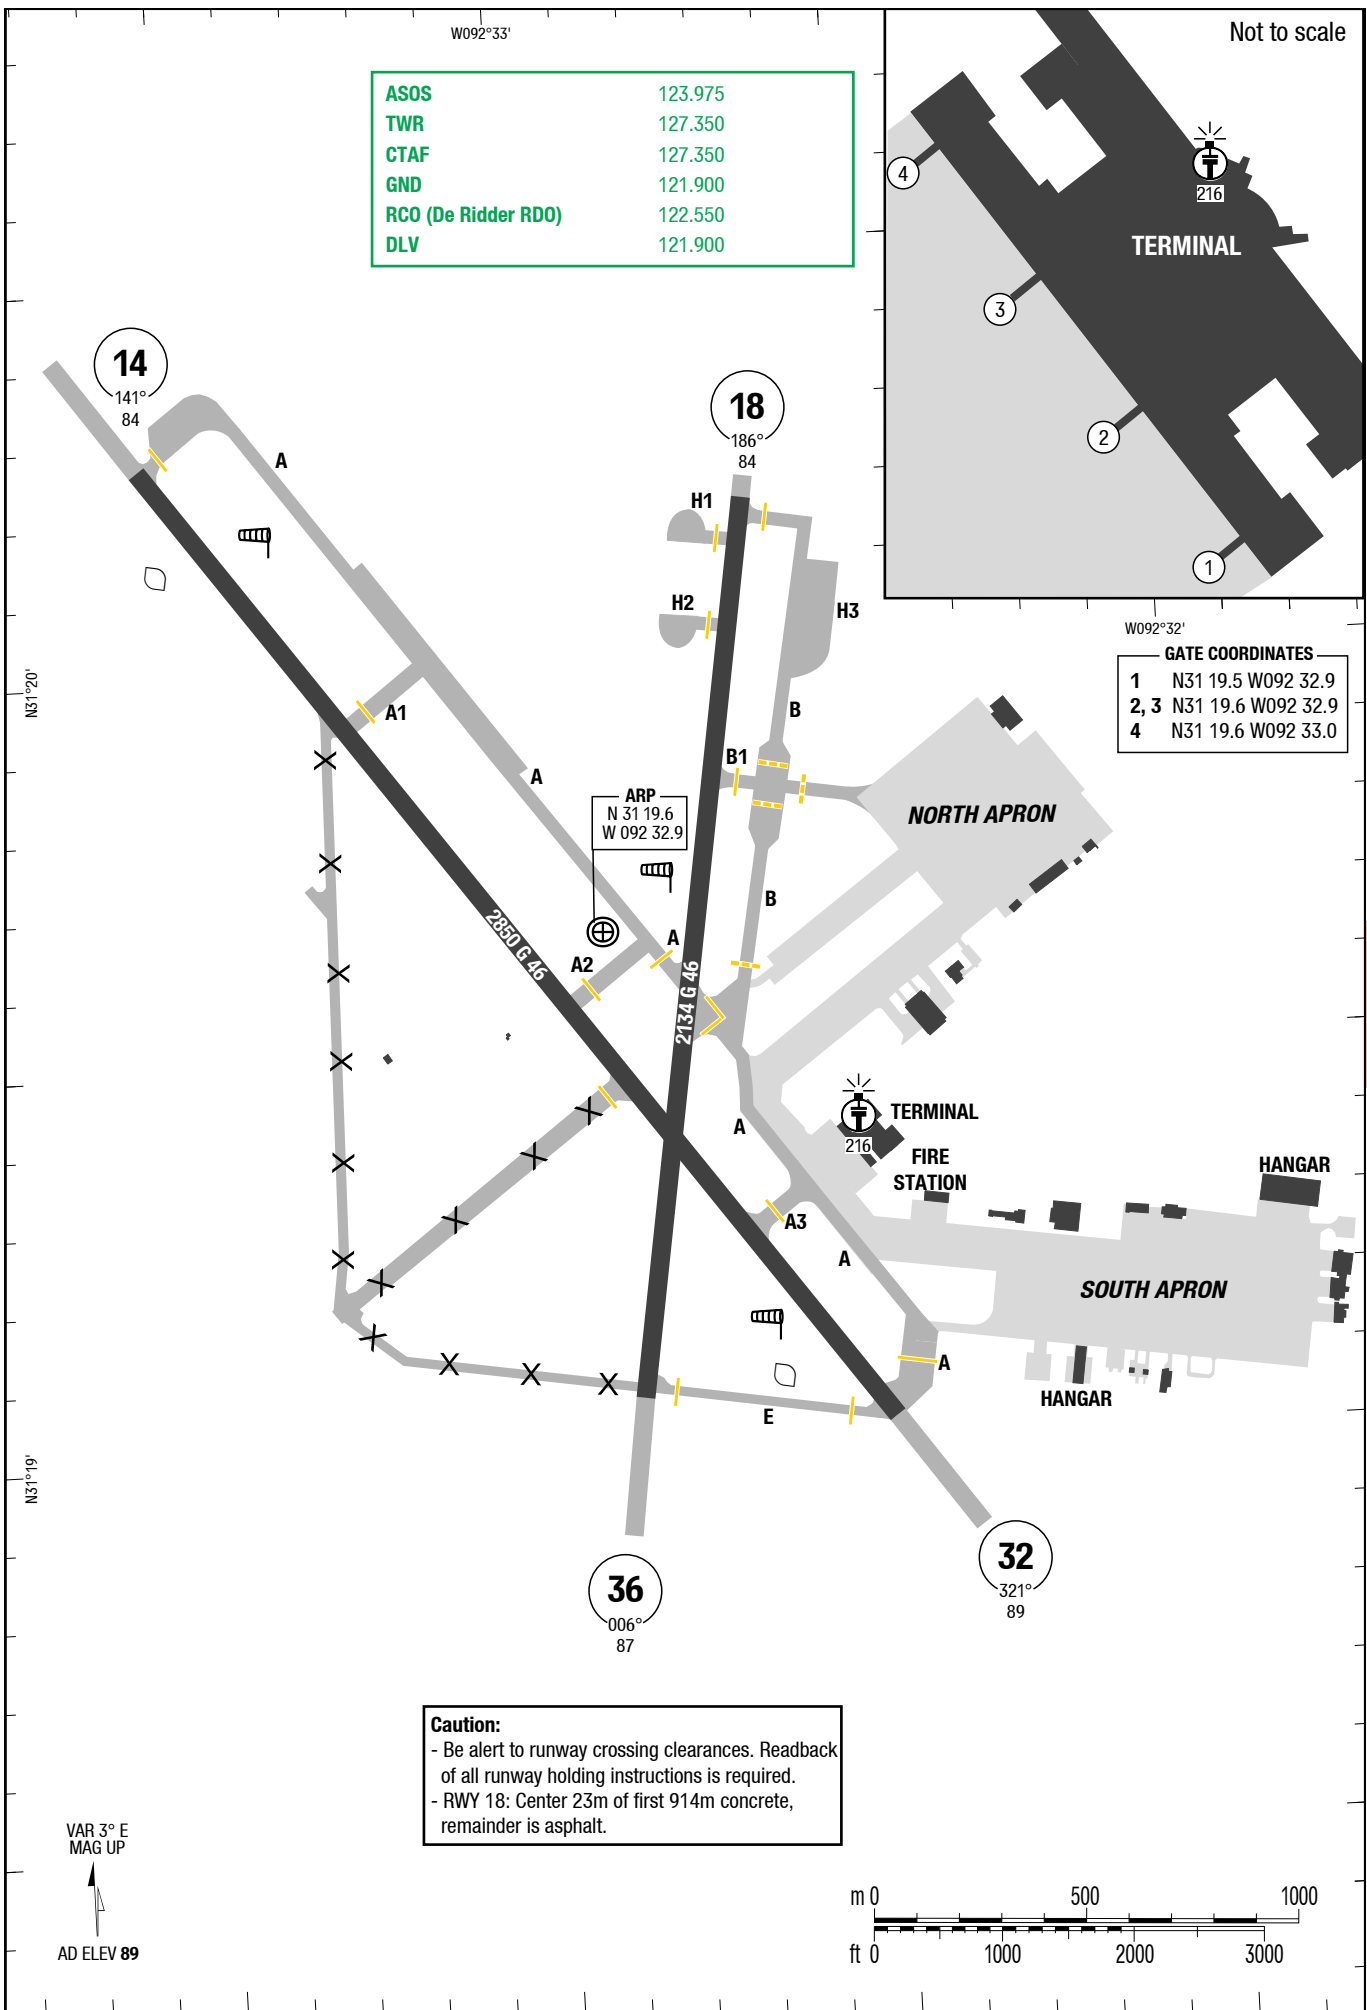 W092°33'
Not to scale
ASOS 123.975
TWR 127.350
CTAF 127.350
GND 121.900
RCO (De Ridder RDO) 122.550
DLV 121.900
4
216
TERMINAL
3
2
1
14
141°
84
18
186°
84
A
H1
H2
H3
W092°32'
GATE COORDINATES
1 N31 19.5 W092 32.9
2, 3 N31 19.6 W092 32.9
4 N31 19.6 W092 33.0
N31°20'
A1
B
B1
A
ARP
N 31 19.6
W 092 32.9
NORTH APRON
B
2850 G 46
A
A2
2134 G 46
TERMINAL
216
A
FIRE
STATION
HANGAR
A3
A
SOUTH APRON
A
HANGAR
E
N31°19'
32
321°
89
36
006°
87
Caution:
- Be alert to runway crossing clearances. Readback
of all runway holding instructions is required.
- RWY 18: Center 23m of first 914m concrete,
remainder is asphalt.
VAR 3° E
MAG UP
AD ELEV 89
m 0 500 1000
ft 0 1000 2000 3000